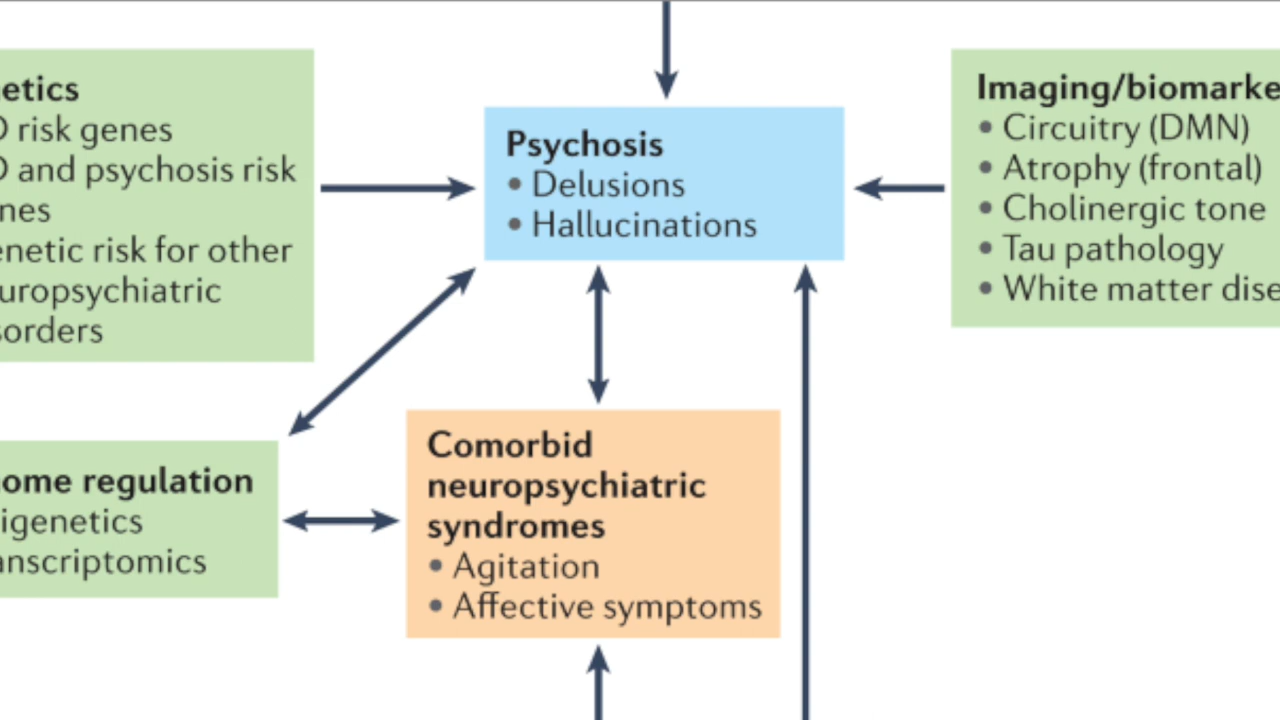 etics
risk genes
and psychosis risk
nes
enetic risk for other
uropsychiatric
sorders
Psychosis
• Delusions
• Hallucinations
Imaging/biomarke
• Circuitry (DMN)
• Atrophy (frontal)
• Cholinergic tone
• Tau pathology
• White matter dise
ome regulation
igenetics
anscriptomics
Comorbid
neuropsychiatric
syndromes
• Agitation
• Affective symptoms